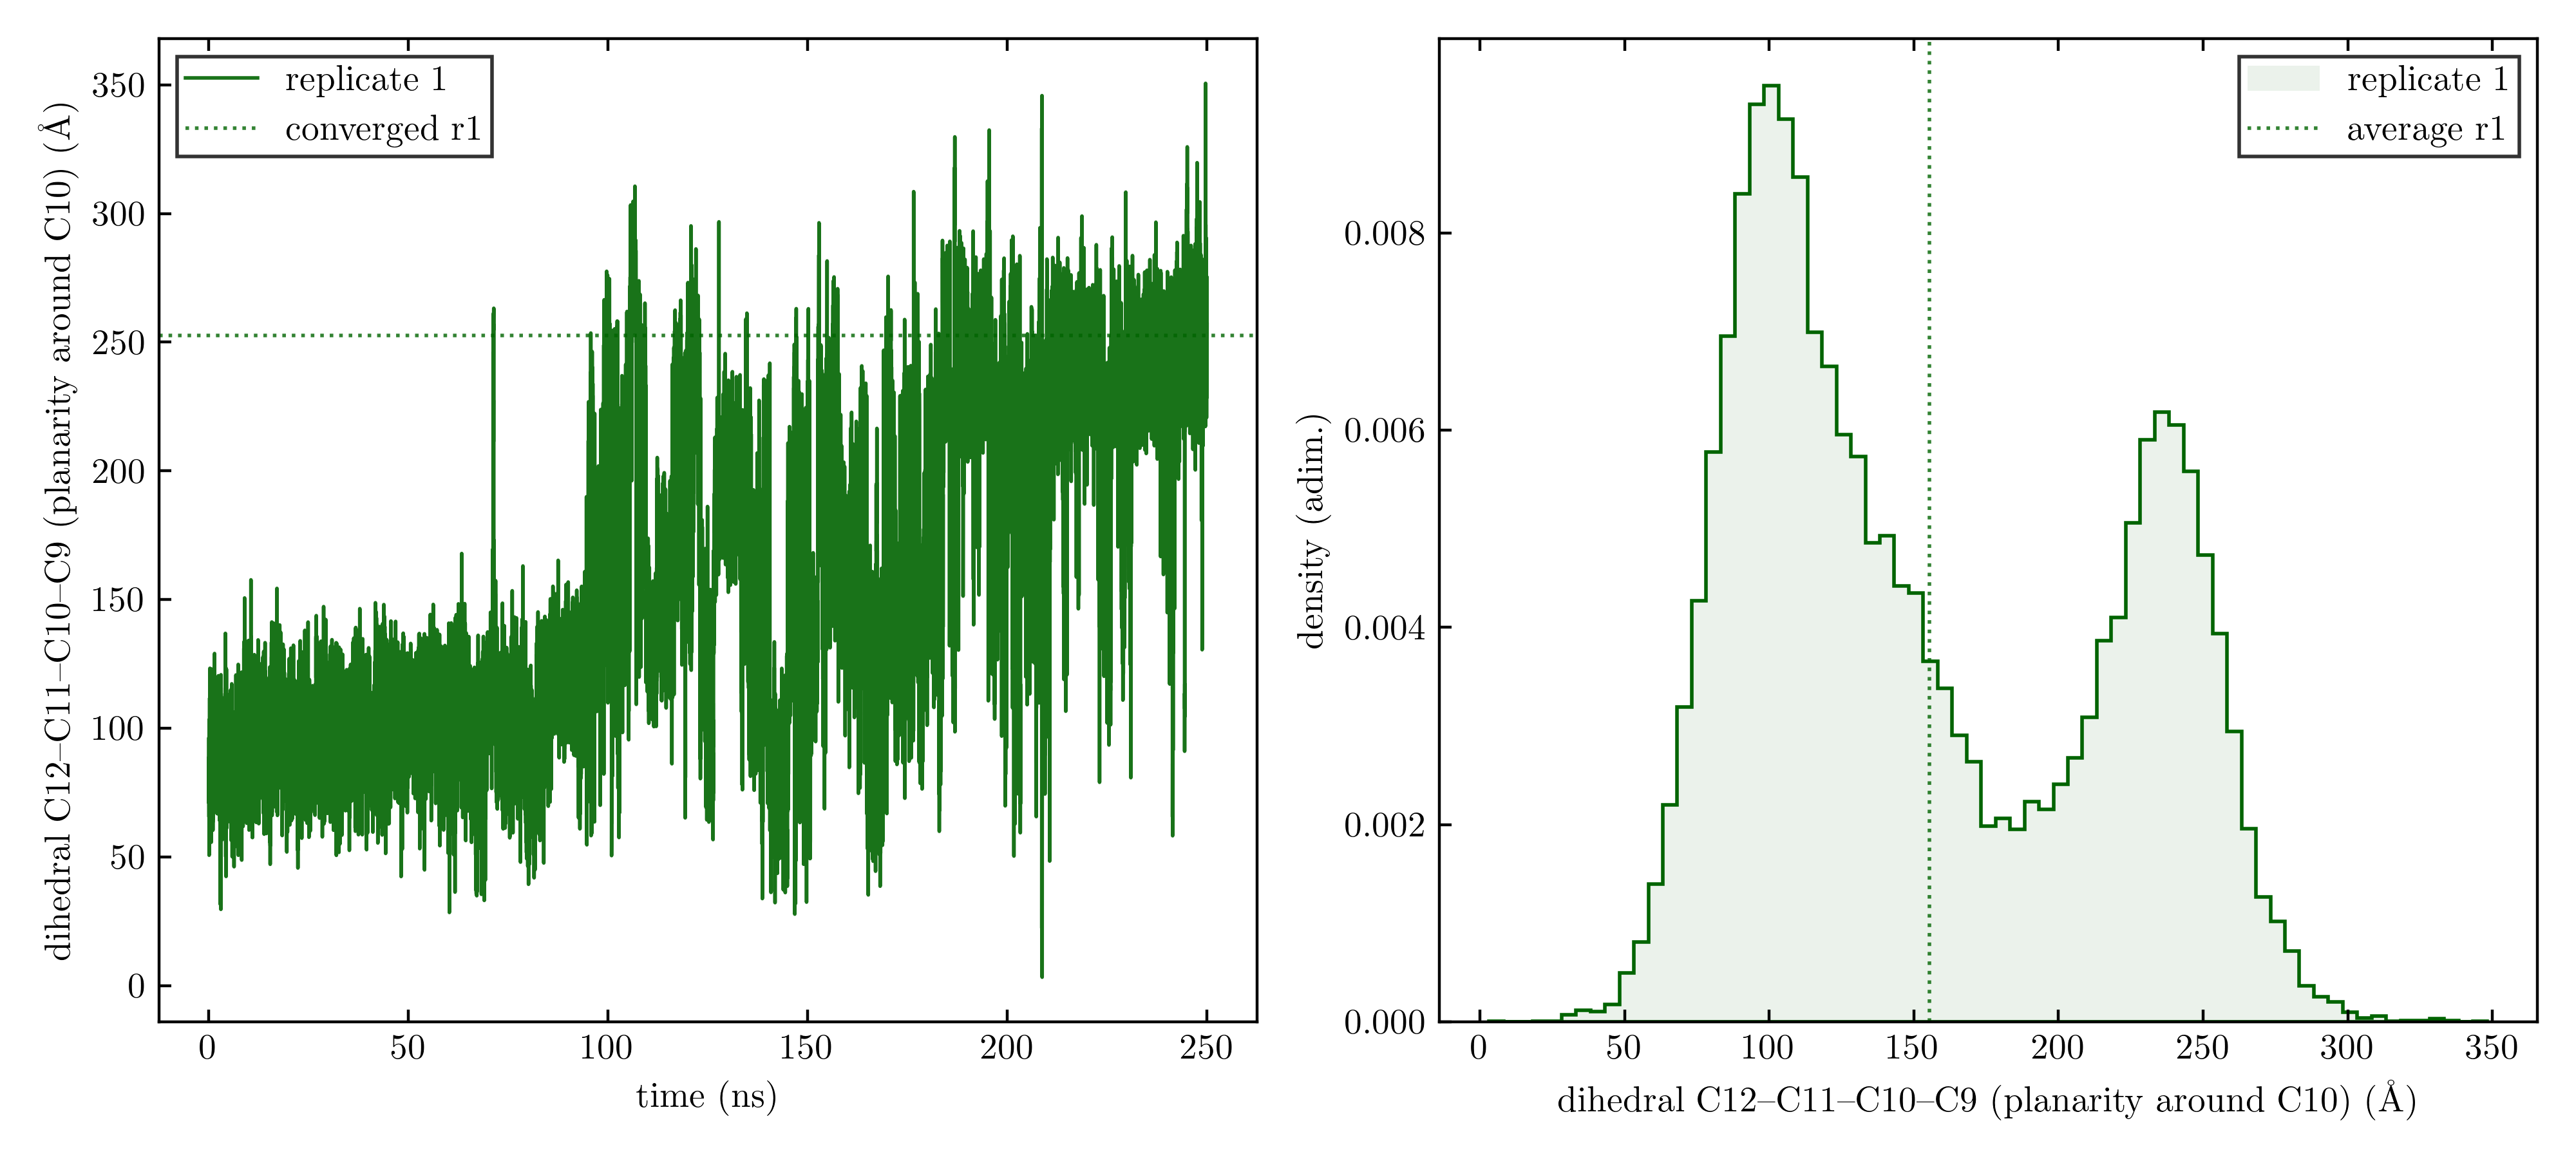 dihedral C12–C11–C10–C9 (planarity around C10) (Å)
350
300
250
200
150
100
50
0
replicate 1
converged r1
0 50 100 150 200 250
time (ns)
density (adim.)
0.008
0.006
0.004
0.002
0.000
replicate 1
average r1
0 50 100 150 200 250 300 350
dihedral C12–C11–C10–C9 (planarity around C10) (Å)